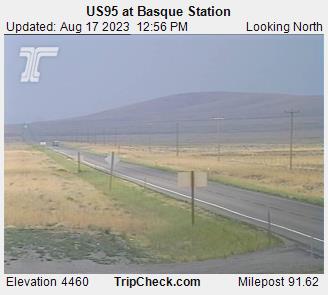 US95 at Basque Station
Updated: Aug 17 2023 12:56 PM Looking North
Elevation 4460 TripCheck.com Milepost 91.62